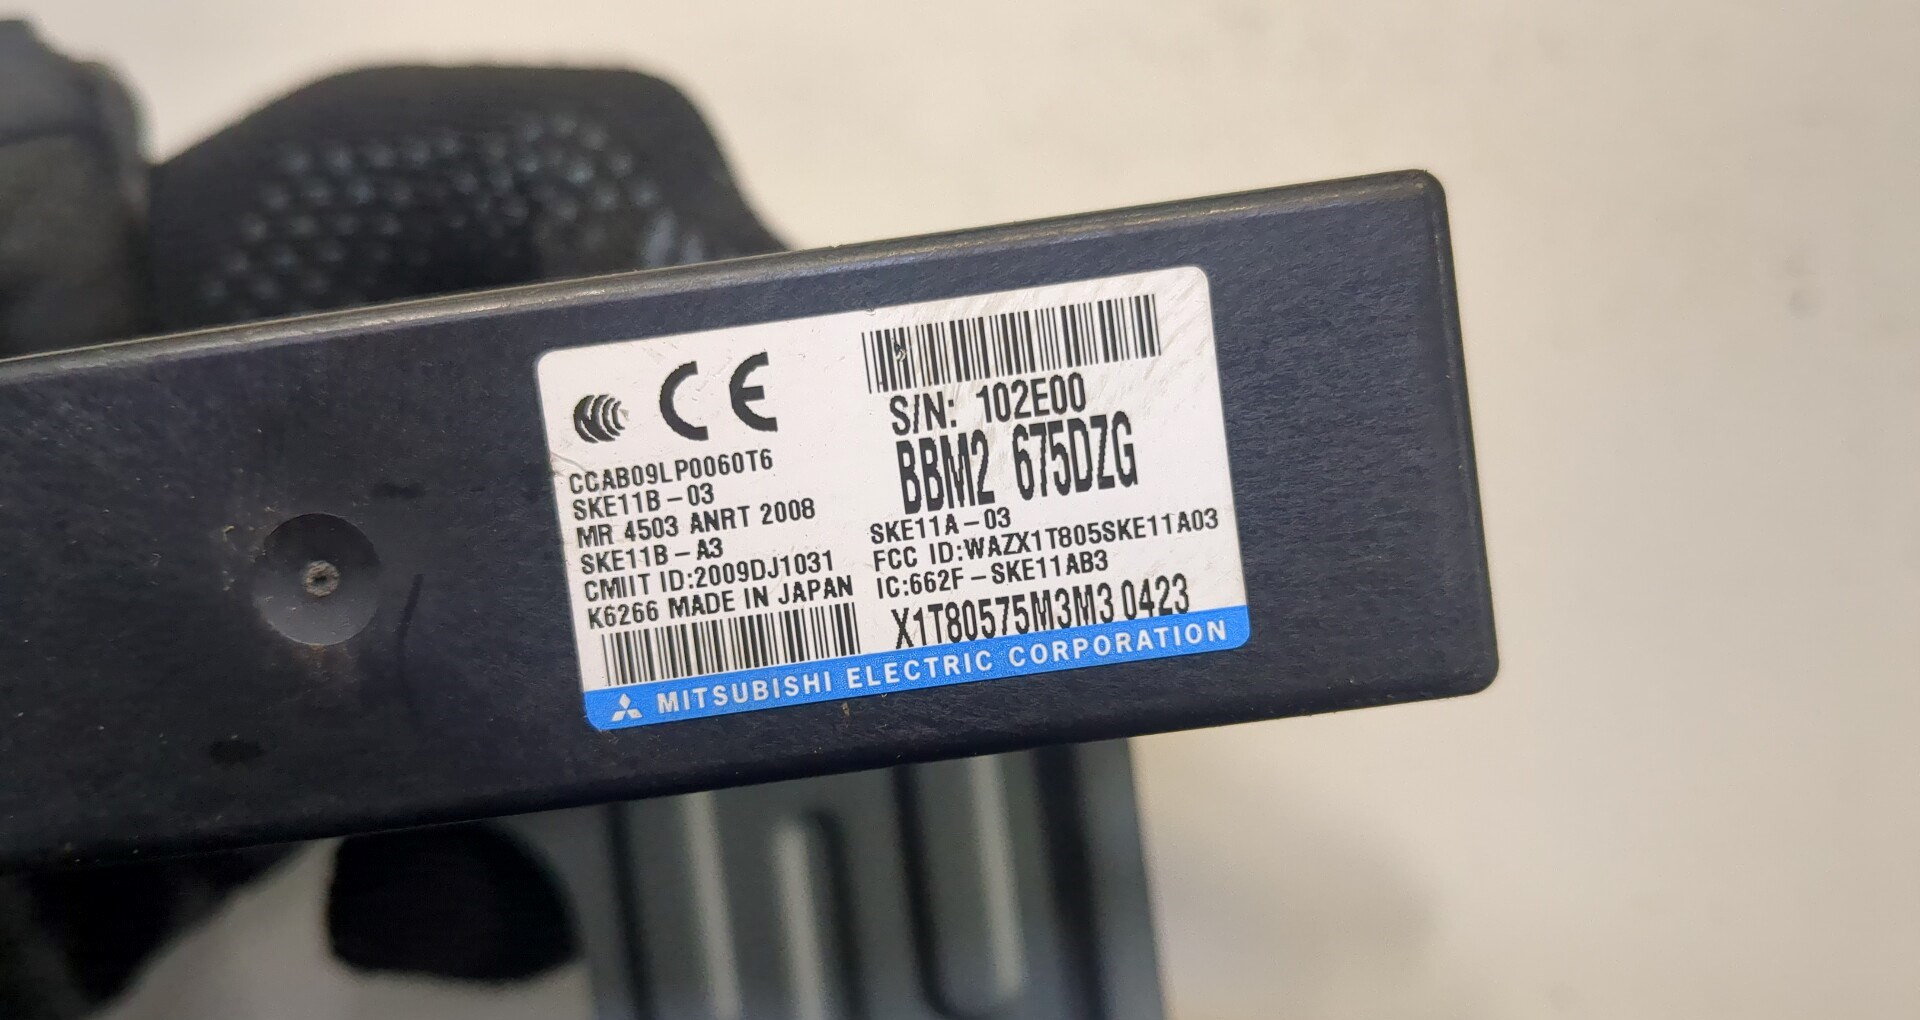 CE
CCAB09LP0060T6
SKE11B-03
MR 4503 ANRT 2008
SKE11B-A3
CMIIT ID:2009DJ1031
K6266 MADE IN JAPAN
S/N: 102E00
BBM2 675DZG
SKE11A-03
FCC ID:WAZX1T805SKE11A03
IC:662F-SKE11AB3
X1T80575M3M3 0423
MITSUBISHI ELECTRIC CORPORATION